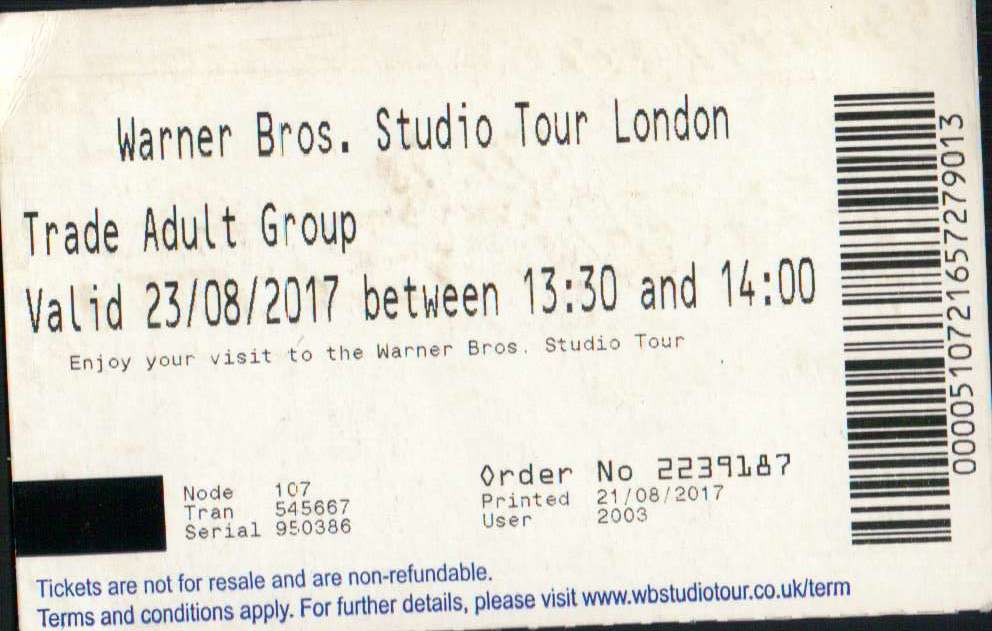 Warner Bros. Studio Tour London
Trade Adult Group
Valid 23/08/2017 between 13:30 and 14:00
Enjoy your visit to the Warner Bros. Studio Tour
Node 107
Tran 545667
Serial 950386
Order No 2239187
Printed 21/08/2017
User 2003
Tickets are not for resale and are non-refundable.
Terms and conditions apply. For further details, please visit www.wbstudiotour.co.uk/term
0000510721657279013